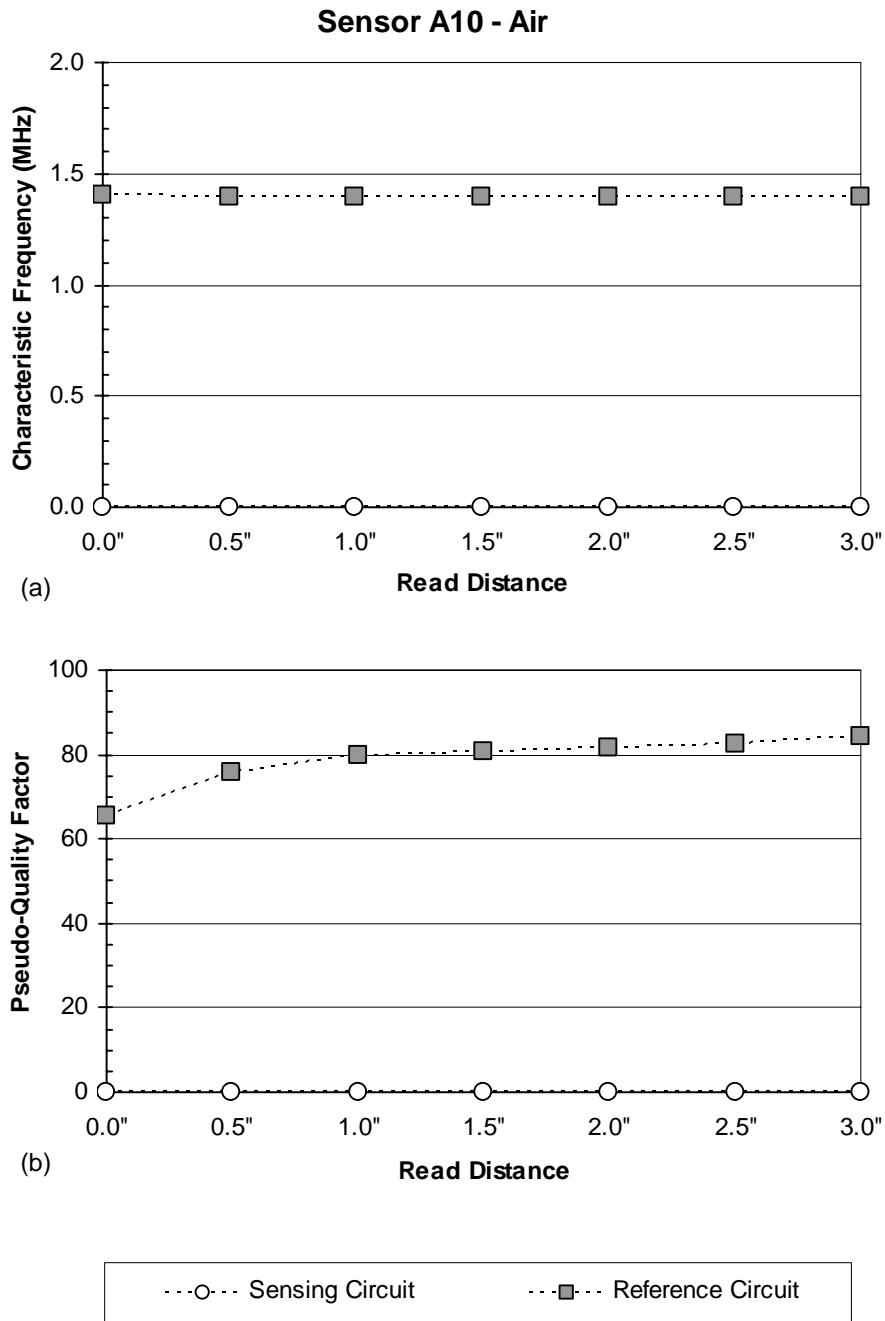 Sensor A10 - Air
Characteristic Frequency (MHz)
2.0
1.5
1.0
0.5
0.0
0.0" 0.5" 1.0" 1.5" 2.0" 2.5" 3.0"
Read Distance
(a)
Pseudo-Quality Factor
100
80
60
40
20
0
0.0" 0.5" 1.0" 1.5" 2.0" 2.5" 3.0"
Read Distance
(b)
Sensing Circuit Reference Circuit